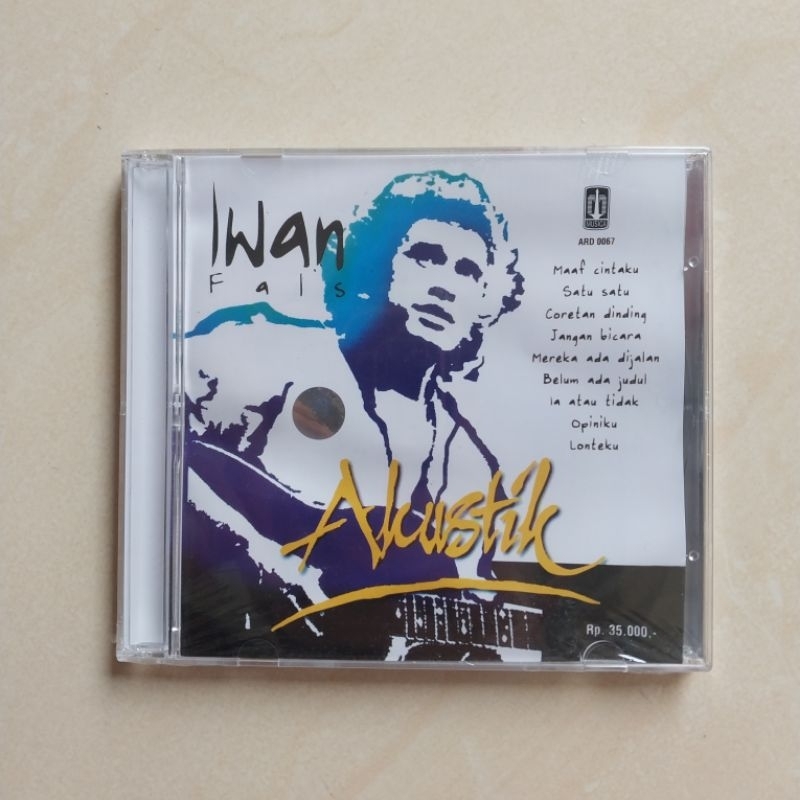 Iwan
Fals
MUSICA
ARD 0067
Maaf cintaku
Satu satu
Coretan dinding
Jangan bicara
Mereka ada dijalan
Belum ada judul
Ia atau tidak
Opiniku
Lonteku
Akustik
Rp. 35.000,-